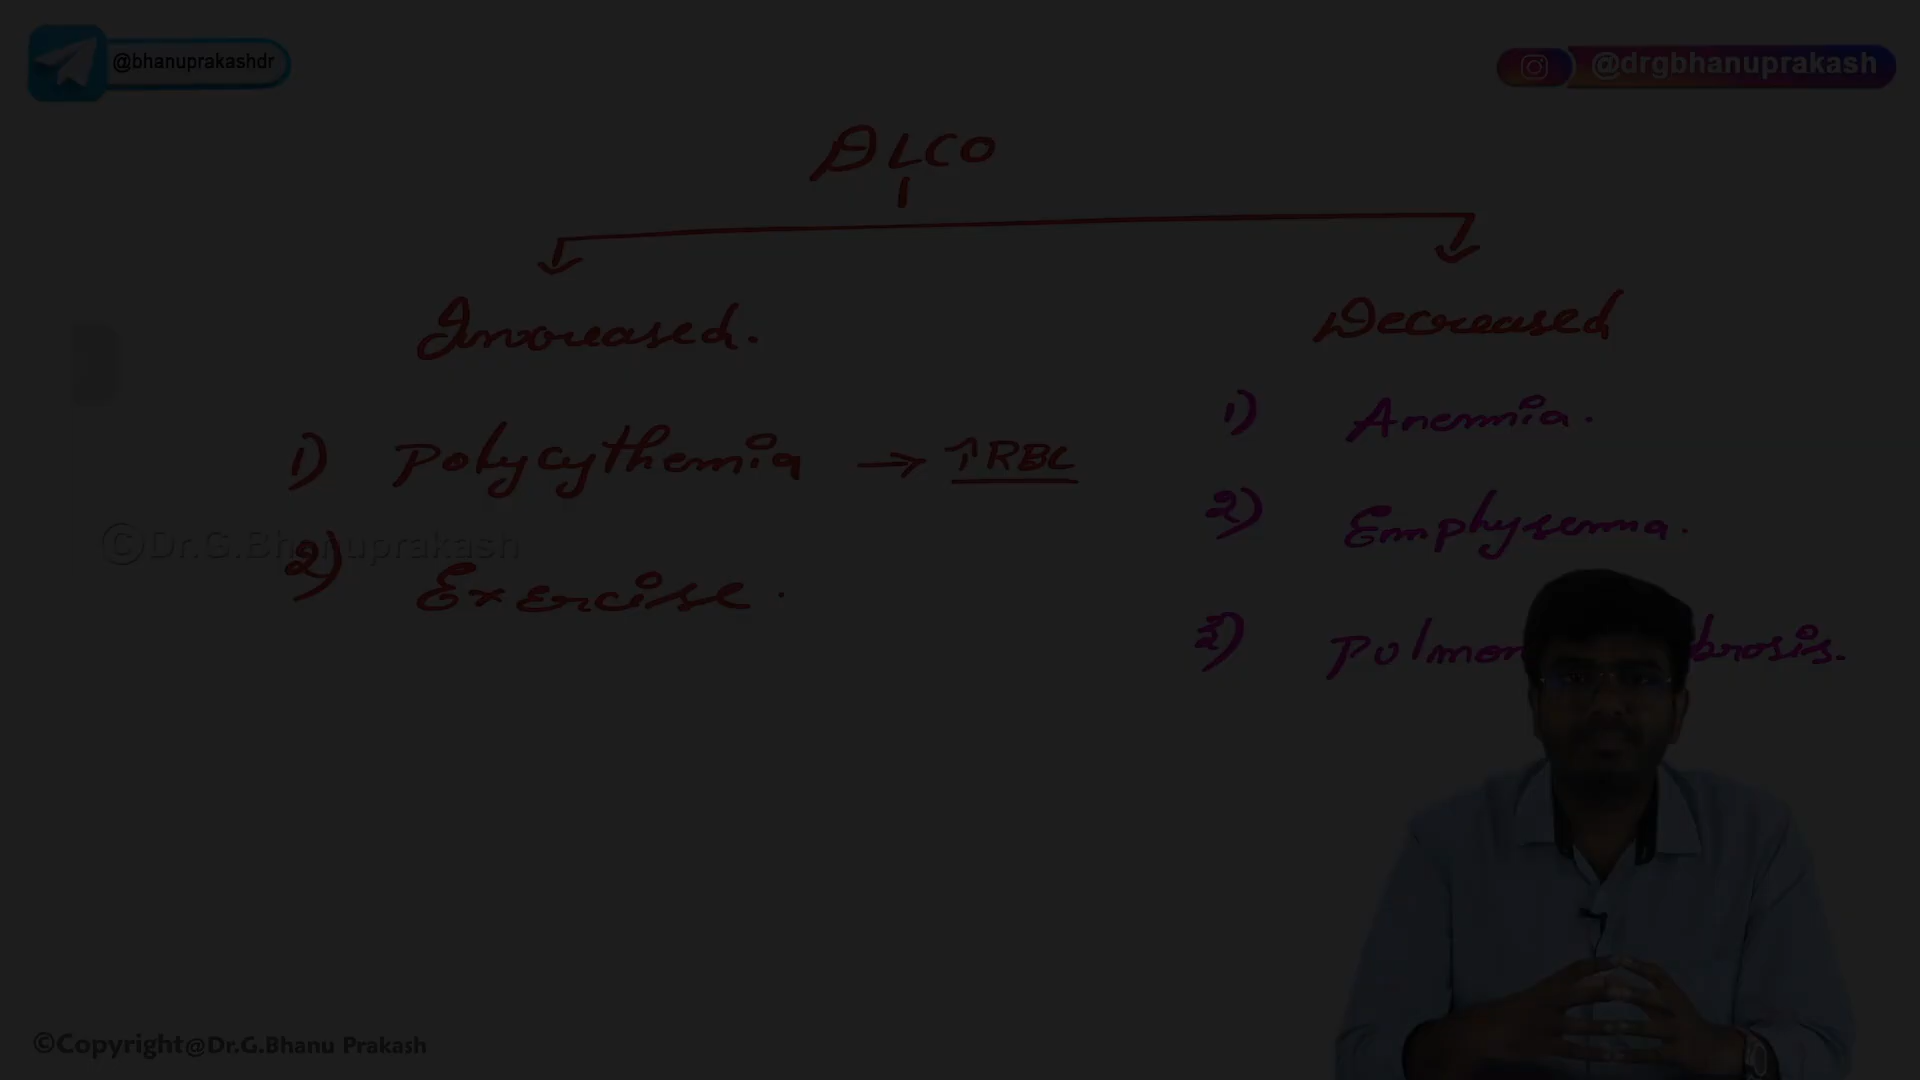 @bhanuprakashdr
@drgbhanuprakash
DLCO
Increased.
Decreased
1) Polycythemia → ↑RBC
1) Anemia.
2) Emphysema.
©Dr.G.Bhanuprakash
2) Exercise.
3)
©Copyright@Dr.G.Bhanu Prakash